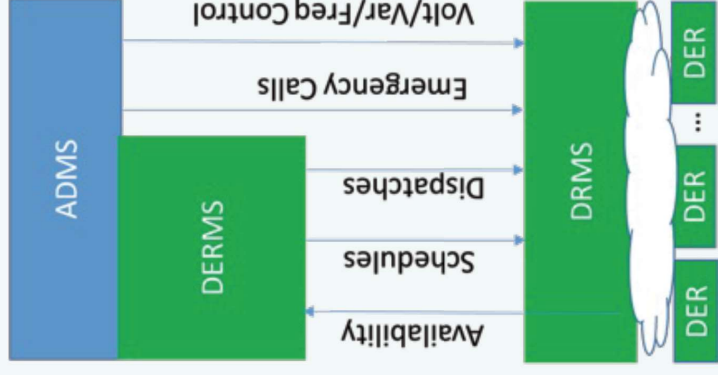 Volt/Var/Freq Control
Emergency Calls
Dispatches
Schedules
Availability
ADMS
DERMS
DRMS
DER
...
DER
DER